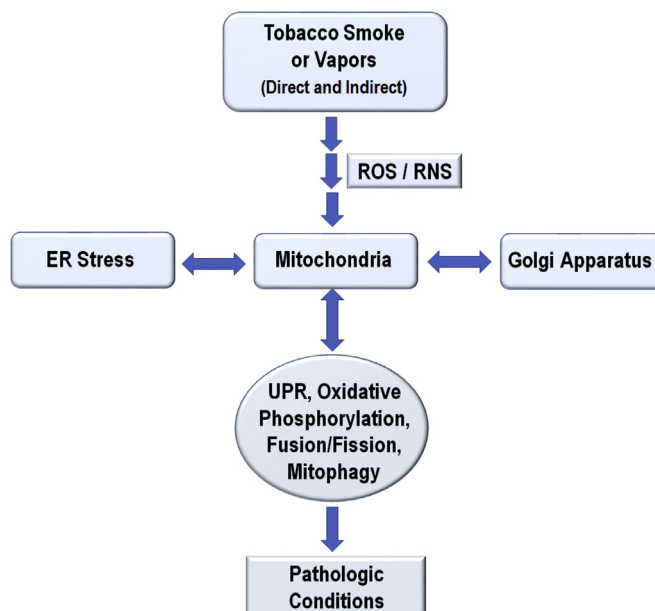 Tobacco Smoke
or Vapors
(Direct and Indirect)
ROS / RNS
ER Stress
Mitochondria
Golgi Apparatus
UPR, Oxidative
Phosphorylation,
Fusion/Fission,
Mitophagy
Pathologic
Conditions